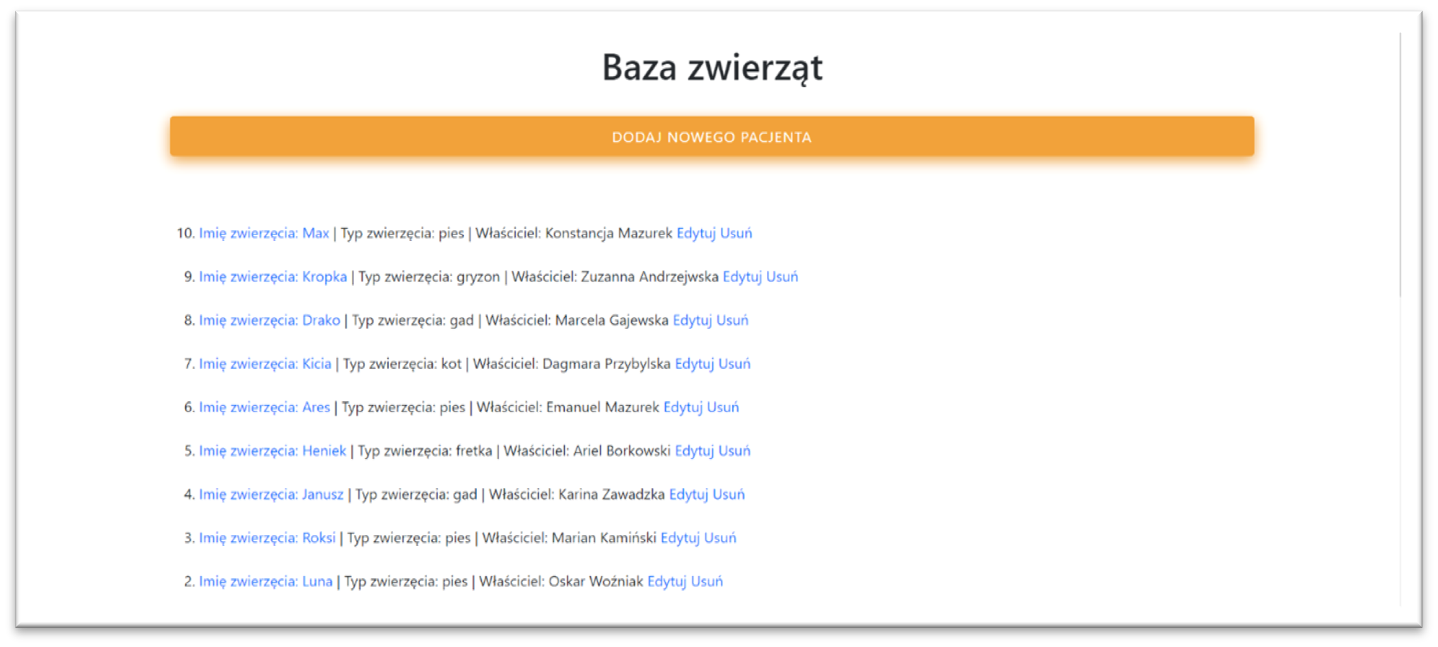 Baza zwierząt
DODAJ NOWEGO PACJENTA
10. Imię zwierzęcia: Max | Typ zwierzęcia: pies | Właściciel: Konstancja Mazurek Edytuj Usuń
9. Imię zwierzęcia: Kropka | Typ zwierzęcia: gryzon | Właściciel: Zuzanna Andrzejwska Edytuj Usuń
8. Imię zwierzęcia: Drako | Typ zwierzęcia: gad | Właściciel: Marcela Gajewska Edytuj Usuń
7. Imię zwierzęcia: Kicia | Typ zwierzęcia: kot | Właściciel: Dagmara Przybylska Edytuj Usuń
6. Imię zwierzęcia: Ares | Typ zwierzęcia: pies | Właściciel: Emanuel Mazurek Edytuj Usuń
5. Imię zwierzęcia: Heniek | Typ zwierzęcia: fretka | Właściciel: Ariel Borkowski Edytuj Usuń
4. Imię zwierzęcia: Janusz | Typ zwierzęcia: gad | Właściciel: Karina Zawadzka Edytuj Usuń
3. Imię zwierzęcia: Roksi | Typ zwierzęcia: pies | Właściciel: Marian Kamiński Edytuj Usuń
2. Imię zwierzęcia: Luna | Typ zwierzęcia: pies | Właściciel: Oskar Woźniak Edytuj Usuń